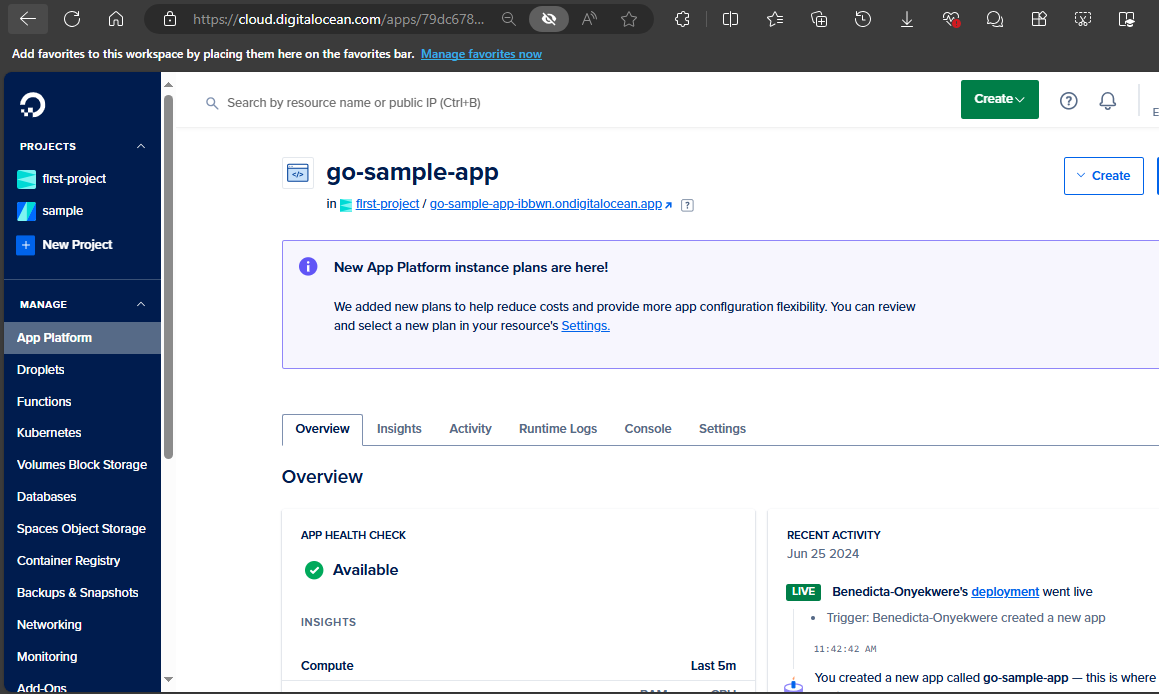 https://cloud.digitalocean.com/apps/79dc678...
Add favorites to this workspace by placing them here on the favorites bar. Manage favorites now
Search by resource name or public IP (Ctrl+B)
Create
?
E
PROJECTS
first-project
sample
New Project
MANAGE
App Platform
Droplets
Functions
Kubernetes
Volumes Block Storage
Databases
Spaces Object Storage
Container Registry
Backups & Snapshots
Networking
Monitoring
Add-Ons
go-sample-app
in first-project / go-sample-app-ibbwn.ondigitalocean.app ?
Create
New App Platform instance plans are here!
We added new plans to help reduce costs and provide more app configuration flexibility. You can review
and select a new plan in your resource's Settings.
Overview Insights Activity Runtime Logs Console Settings
Overview
APP HEALTH CHECK
Available
INSIGHTS
Compute Last 5m
RAM CPU
RECENT ACTIVITY
Jun 25 2024
LIVE Benedicta-Onyekwere's deployment went live
• Trigger: Benedicta-Onyekwere created a new app
11:42:42 AM
You created a new app called go-sample-app — this is where